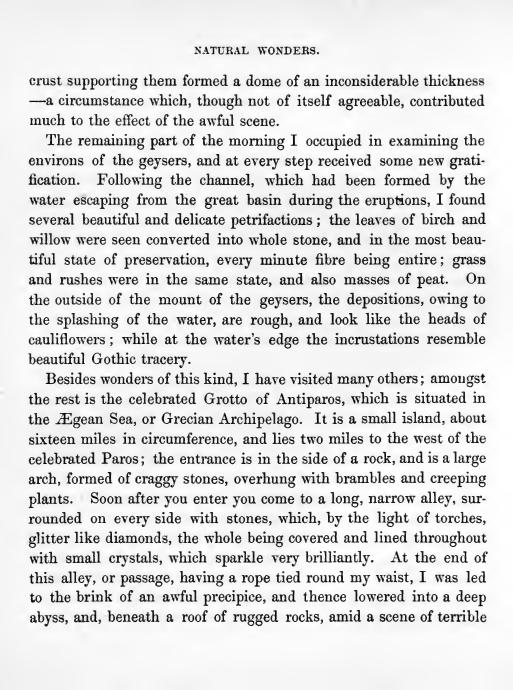 NATURAL WONDERS.
crust supporting them formed a dome of an inconsiderable thickness
—a circumstance which, though not of itself agreeable, contributed
much to the effect of the awful scene.
The remaining part of the morning I occupied in examining the
environs of the geysers, and at every step received some new grati-
fication. Following the channel, which had been formed by the
water escaping from the great basin during the eruptions, I found
several beautiful and delicate petrifactions ; the leaves of birch and
willow were seen converted into whole stone, and in the most beau-
tiful state of preservation, every minute fibre being entire ; grass
and rushes were in the same state, and also masses of peat. On
the outside of the mount of the geysers, the depositions, owing to
the splashing of the water, are rough, and look like the heads of
cauliflowers ; while at the water's edge the incrustations resemble
beautiful Gothic tracery.
Besides wonders of this kind, I have visited many others ; amongst
the rest is the celebrated Grotto of Antiparos, which is situated in
the Ægean Sea, or Grecian Archipelago. It is a small island, about
sixteen miles in circumference, and lies two miles to the west of the
celebrated Paros ; the entrance is in the side of a rock, and is a large
arch, formed of craggy stones, overhung with brambles and creeping
plants. Soon after you enter you come to a long, narrow alley, sur-
rounded on every side with stones, which, by the light of torches,
glitter like diamonds, the whole being covered and lined throughout
with small crystals, which sparkle very brilliantly. At the end of
this alley, or passage, having a rope tied round my waist, I was led
to the brink of an awful precipice, and thence lowered into a deep
abyss, and, beneath a roof of rugged rocks, amid a scene of terrible